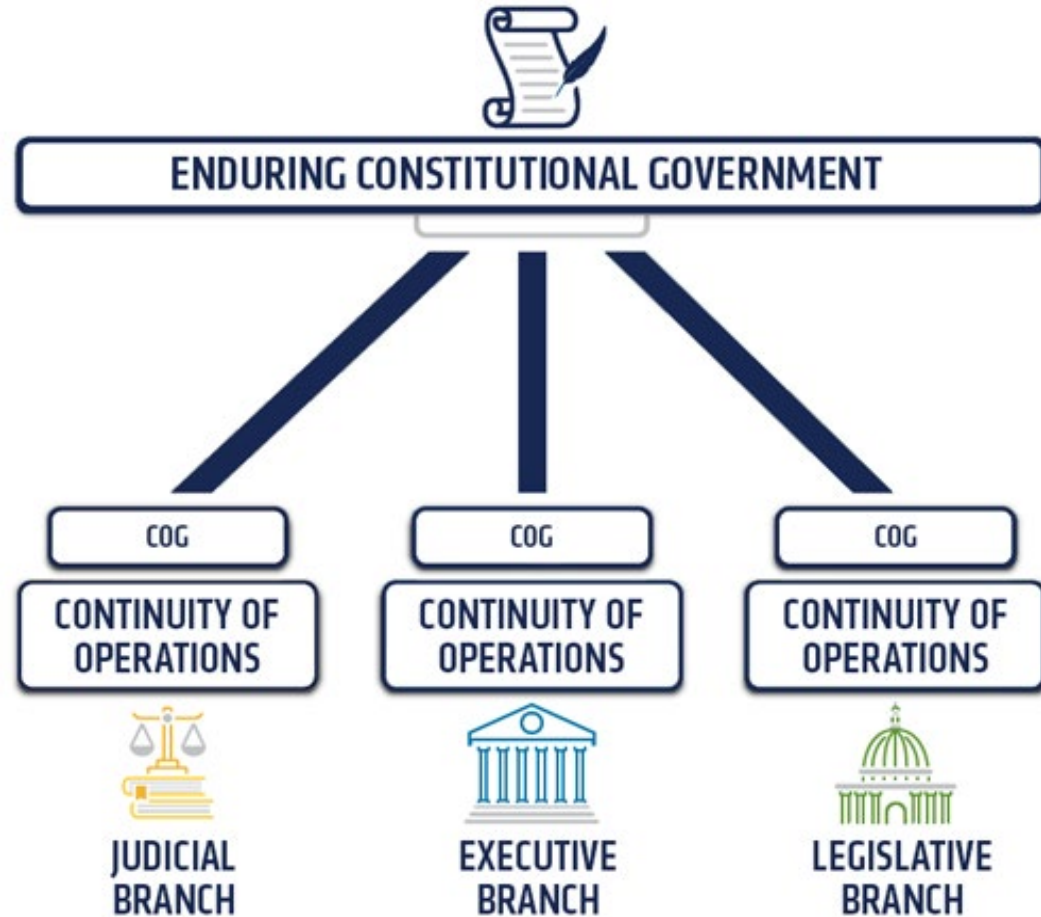 ENDURING CONSTITUTIONAL GOVERNMENT
COG
COG
COG
CONTINUITY OF
OPERATIONS
CONTINUITY OF
OPERATIONS
CONTINUITY OF
OPERATIONS
JUDICIAL
BRANCH
EXECUTIVE
BRANCH
LEGISLATIVE
BRANCH